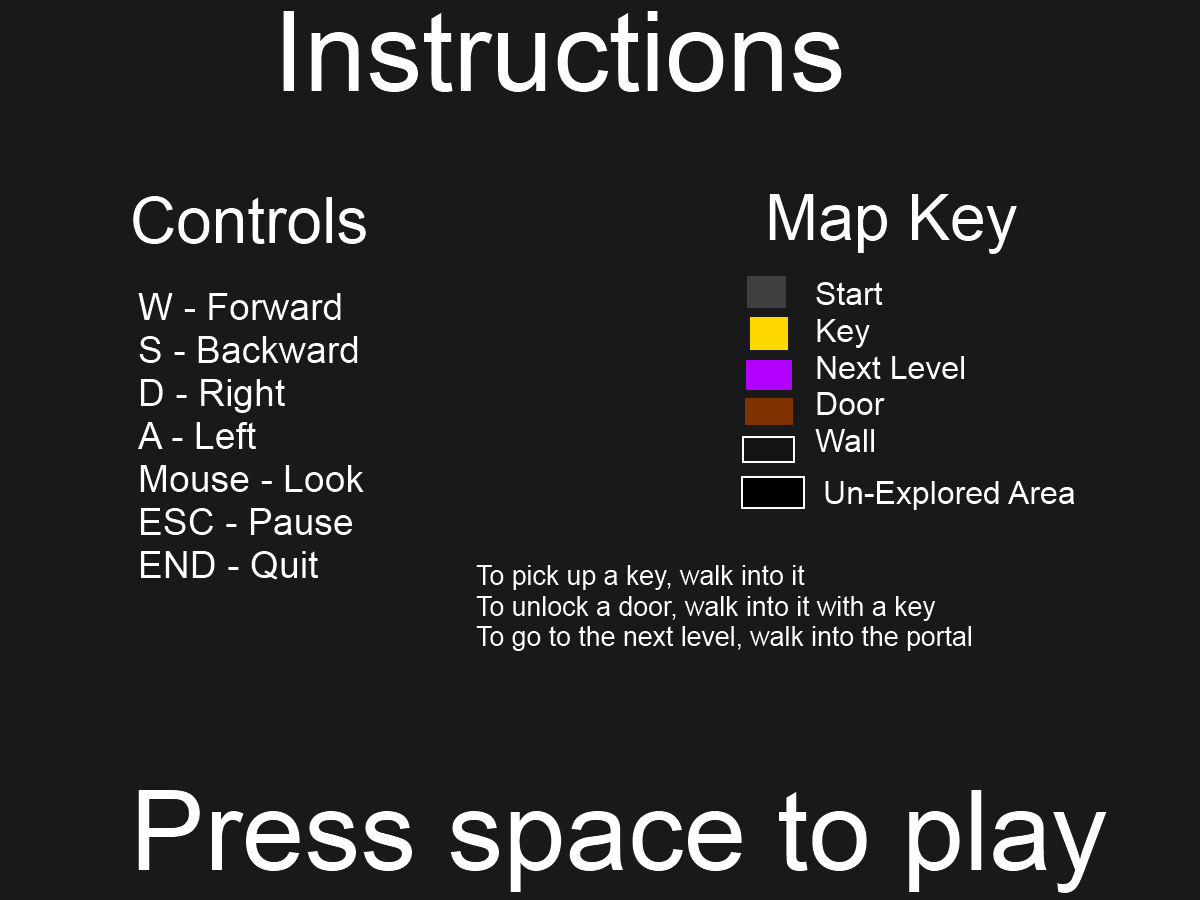 Instructions
Controls
W - Forward
S - Backward
D - Right
A - Left
Mouse - Look
ESC - Pause
END - Quit
Map Key
Start
Key
Next Level
Door
Wall
Un-Explored Area
To pick up a key, walk into it
To unlock a door, walk into it with a key
To go to the next level, walk into the portal
Press space to play